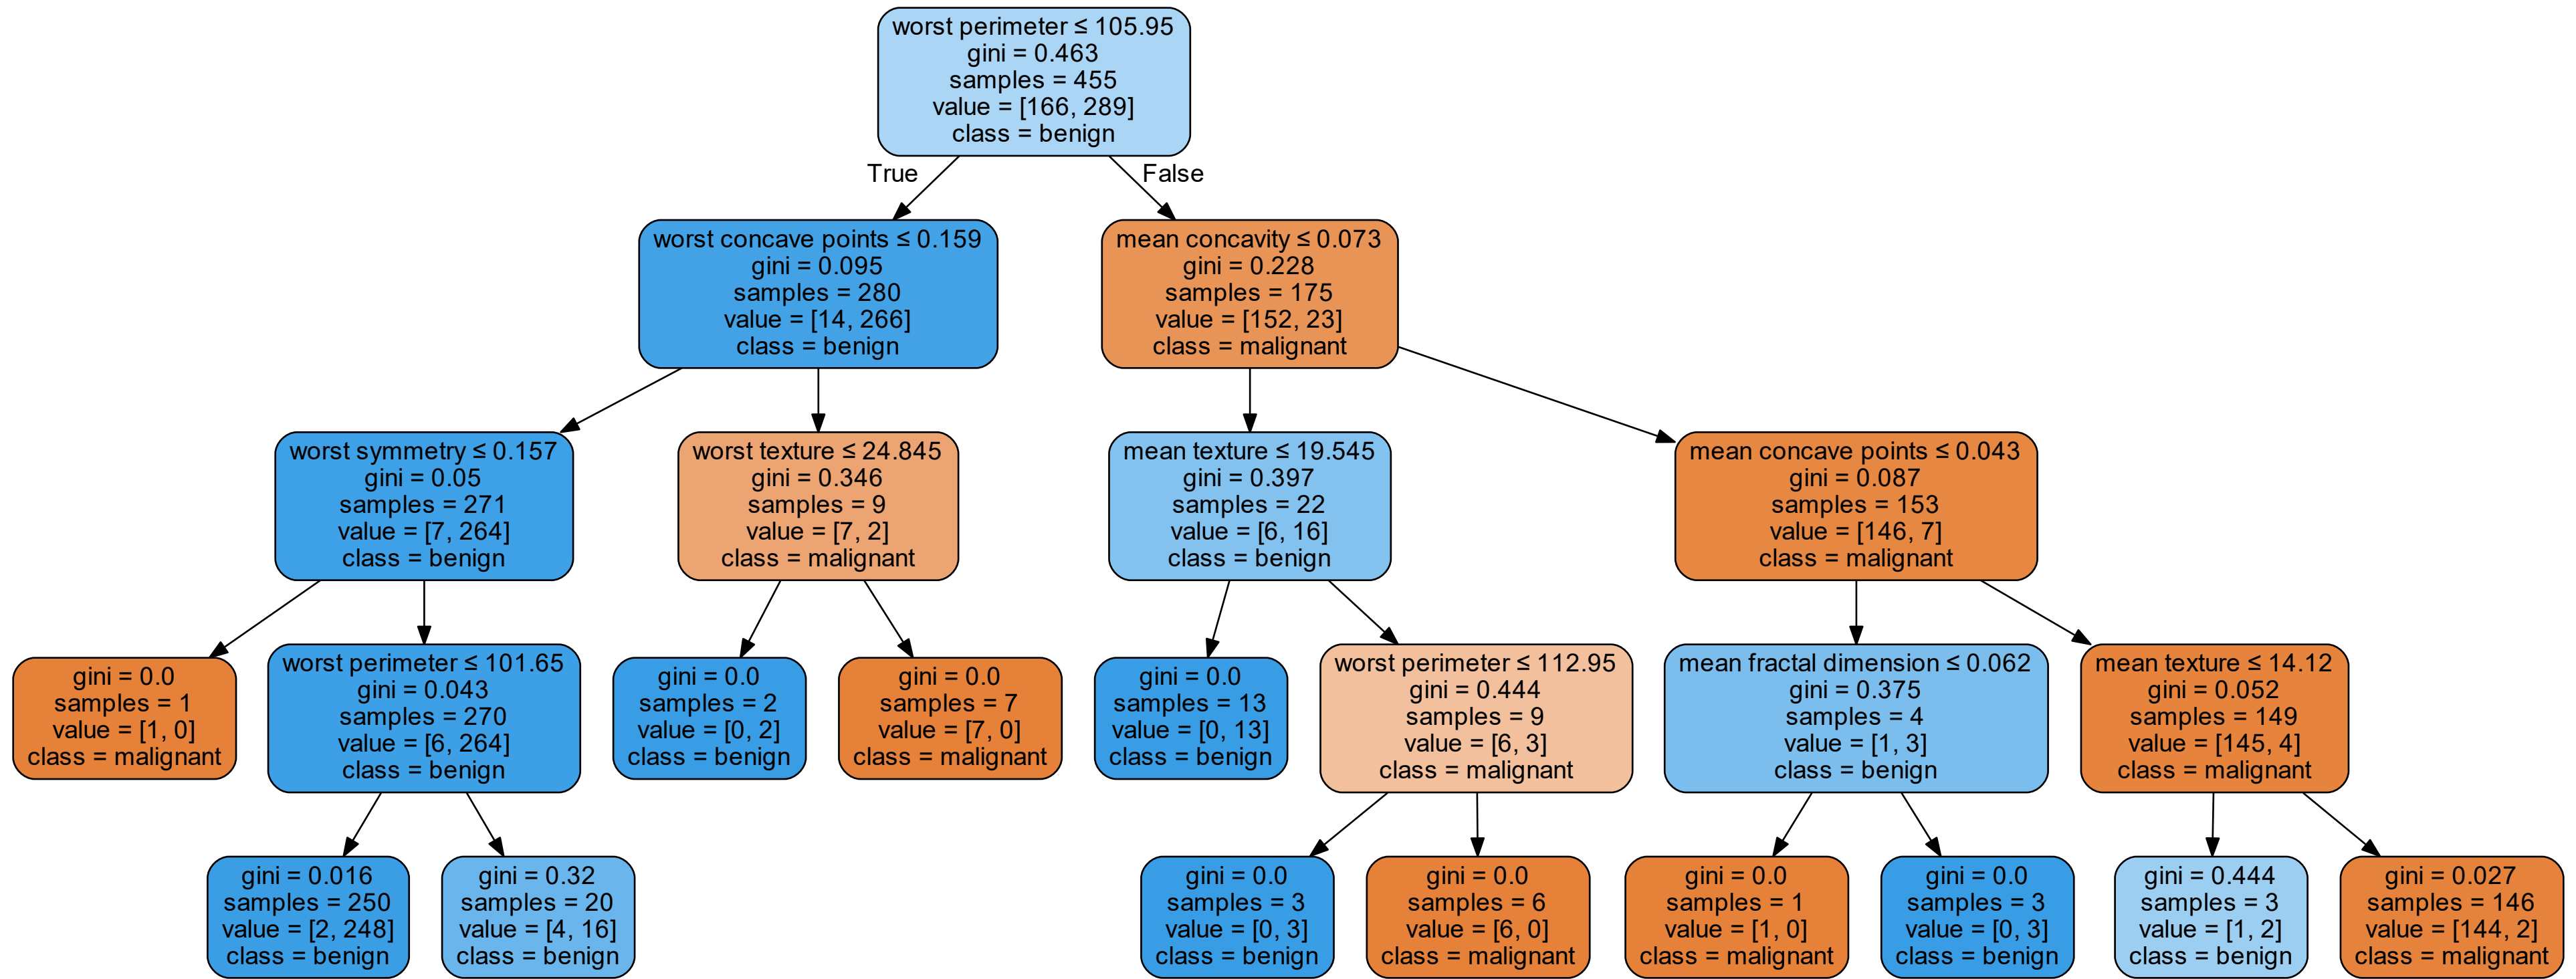 worst perimeter ≤ 105.95
gini = 0.463
samples = 455
value = [166, 289]
class = benign
True
False
worst concave points ≤ 0.159
gini = 0.095
samples = 280
value = [14, 266]
class = benign
mean concavity ≤ 0.073
gini = 0.228
samples = 175
value = [152, 23]
class = malignant
worst symmetry ≤ 0.157
gini = 0.05
samples = 271
value = [7, 264]
class = benign
worst texture ≤ 24.845
gini = 0.346
samples = 9
value = [7, 2]
class = malignant
mean texture ≤ 19.545
gini = 0.397
samples = 22
value = [6, 16]
class = benign
mean concave points ≤ 0.043
gini = 0.087
samples = 153
value = [146, 7]
class = malignant
gini = 0.0
samples = 1
value = [1, 0]
class = malignant
worst perimeter ≤ 101.65
gini = 0.043
samples = 270
value = [6, 264]
class = benign
gini = 0.0
samples = 2
value = [0, 2]
class = benign
gini = 0.0
samples = 7
value = [7, 0]
class = malignant
gini = 0.0
samples = 13
value = [0, 13]
class = benign
worst perimeter ≤ 112.95
gini = 0.444
samples = 9
value = [6, 3]
class = malignant
mean fractal dimension ≤ 0.062
gini = 0.375
samples = 4
value = [1, 3]
class = benign
mean texture ≤ 14.12
gini = 0.052
samples = 149
value = [145, 4]
class = malignant
gini = 0.016
samples = 250
value = [2, 248]
class = benign
gini = 0.32
samples = 20
value = [4, 16]
class = benign
gini = 0.0
samples = 3
value = [0, 3]
class = benign
gini = 0.0
samples = 6
value = [6, 0]
class = malignant
gini = 0.0
samples = 1
value = [1, 0]
class = malignant
gini = 0.0
samples = 3
value = [0, 3]
class = benign
gini = 0.444
samples = 3
value = [1, 2]
class = benign
gini = 0.027
samples = 146
value = [144, 2]
class = malignant